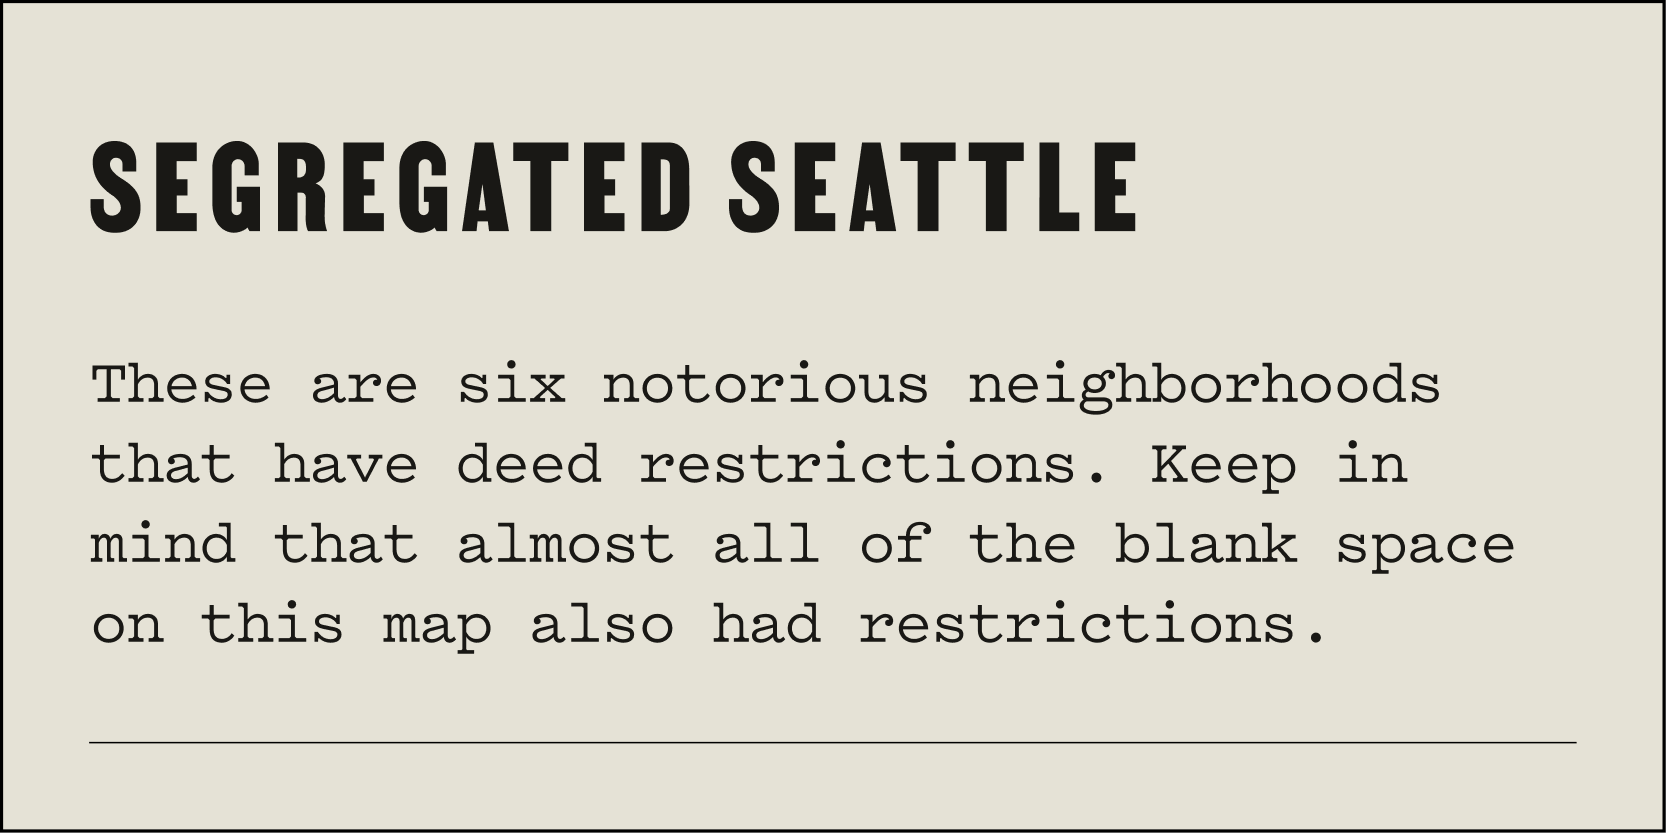 SEGREGATED SEATTLE
These are six notorious neighborhoods
that have deed restrictions. Keep in
mind that almost all of the blank space
on this map also had restrictions.